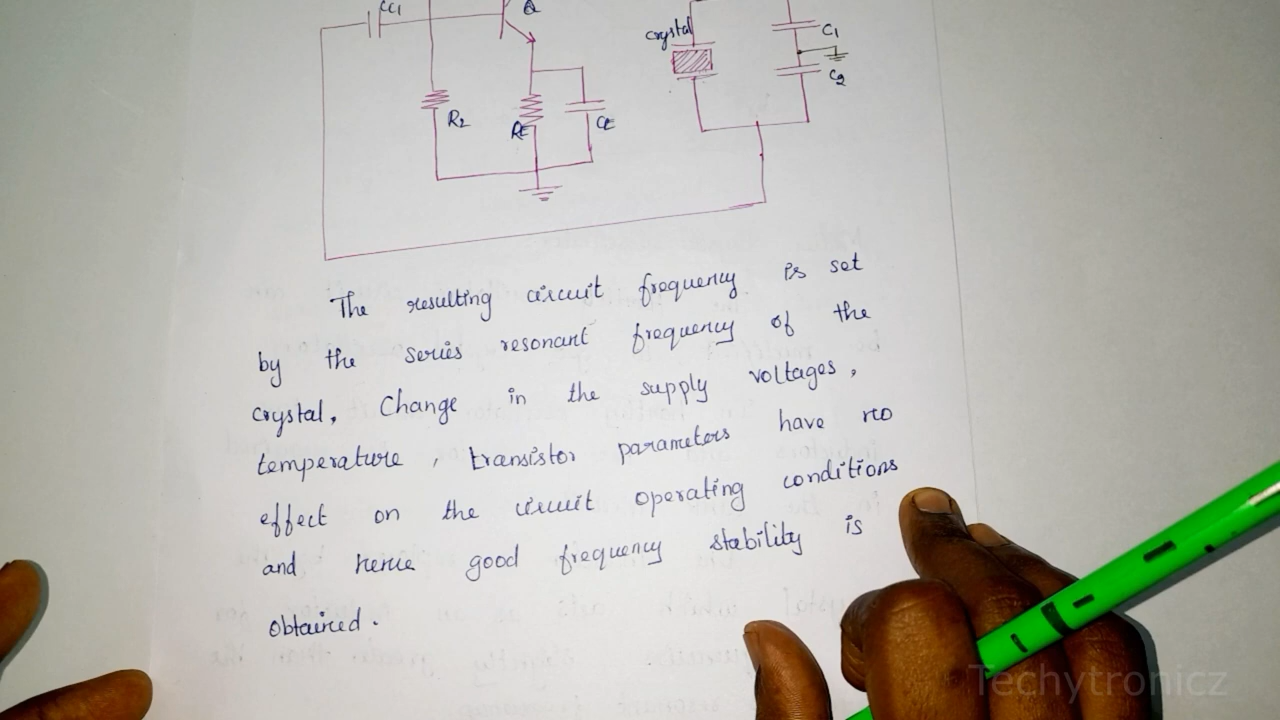 CC1
Q
R2
RE
CE
crystal
C1
C2
The resulting circuit frequency is set
by the series resonant frequency of the
crystal, Change in the supply voltages,
temperature, transistor parameters have no
effect on the circuit operating conditions
and hence good frequency stability is
obtained.
Techytronicz